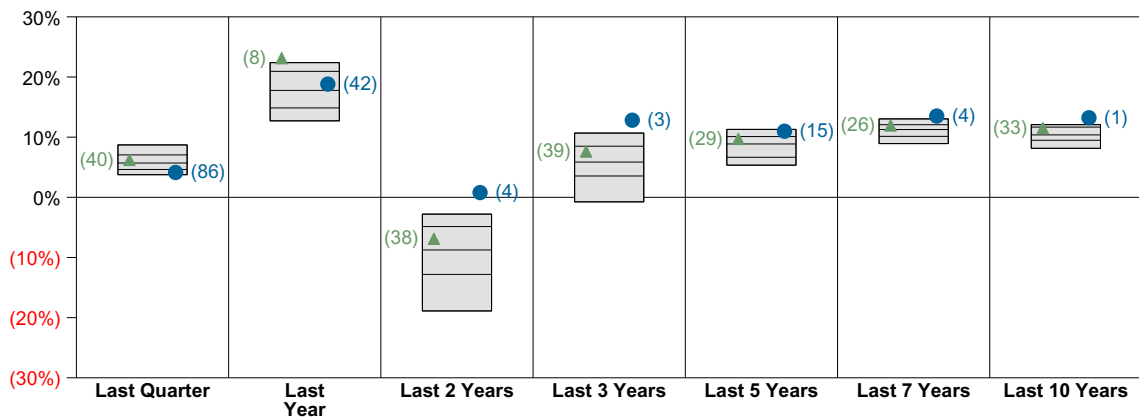 30%
20%
10%
0%
(10%)
(20%)
(30%)
(40)
(86)
(8)
(42)
(38)
(4)
(39)
(3)
(29)
(15)
(26)
(4)
(33)
(1)
Last Quarter
Last
Year
Last 2 Years
Last 3 Years
Last 5 Years
Last 7 Years
Last 10 Years